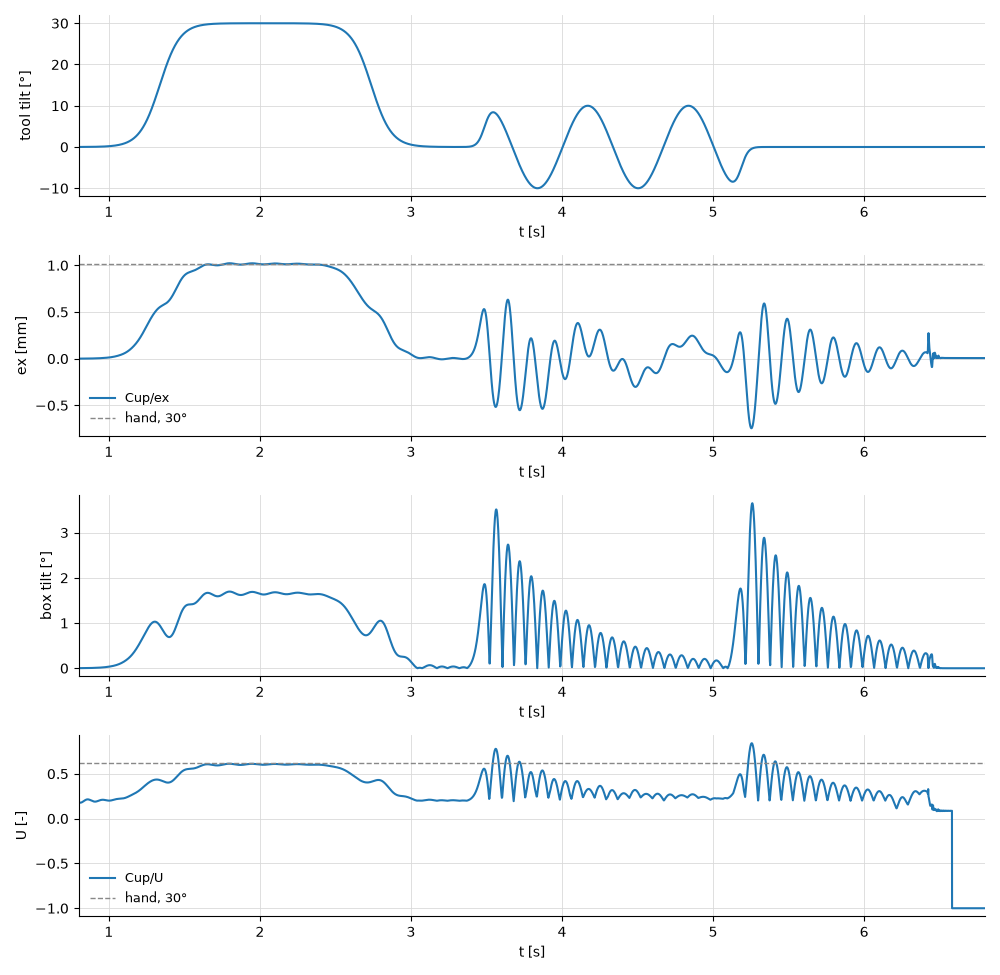 tool tilt [°]
30
20
10
0
−10
1 2 3 4 5 6
t [s]
ex [mm]
1.0
0.5
0.0
−0.5
Cup/ex
hand, 30°
1 2 3 4 5 6
t [s]
box tilt [°]
3
2
1
0
1 2 3 4 5 6
t [s]
U [-]
0.5
0.0
−0.5
−1.0
Cup/U
hand, 30°
1 2 3 4 5 6
t [s]